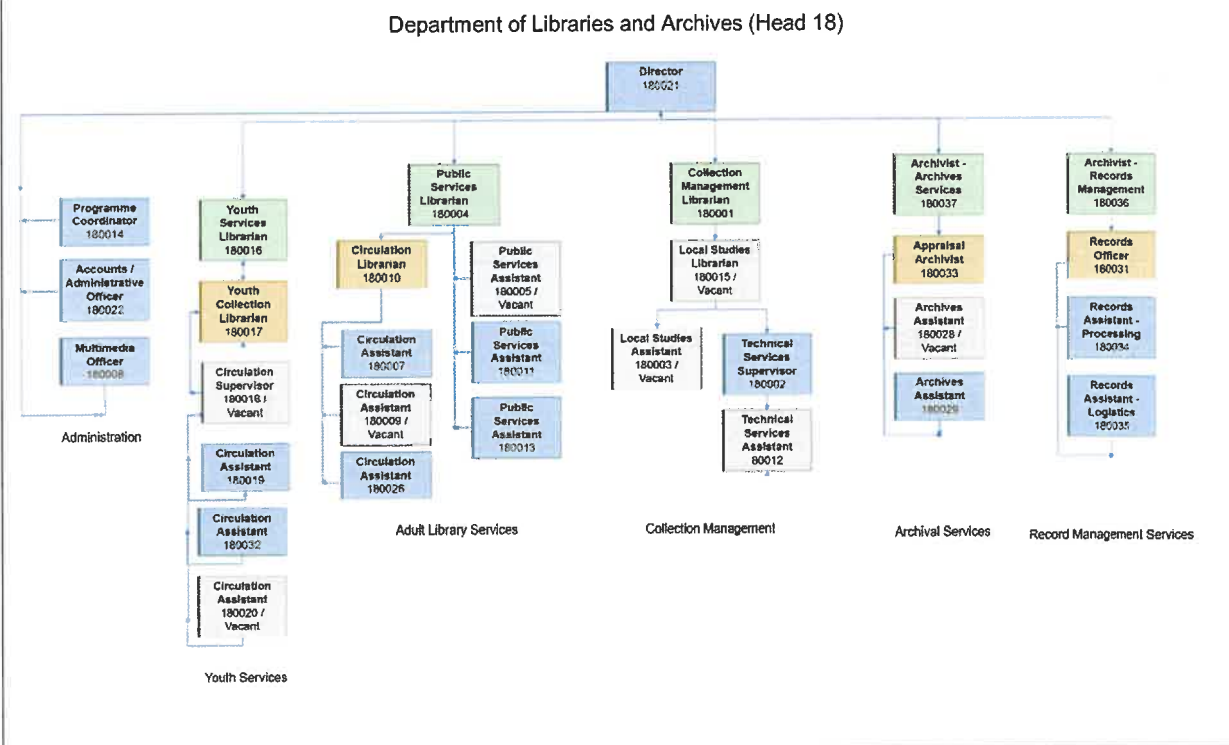 Department of Libraries and Archives (Head 18)
Director
180021
Programme
Coordinator
180014
Accounts /
Administrative
Officer
180022
Multimedia
Officer
180008
Administration
Youth
Services
Librarian
180016
Youth
Collection
Librarian
180017
Circulation
Supervisor
180018 /
Vacant
Circulation
Assistant
180019
Circulation
Assistant
180032
Circulation
Assistant
180020 /
Vacant
Youth Services
Public
Services
Librarian
180004
Circulation
Librarian
180010
Circulation
Assistant
180007
Circulation
Assistant
180009 /
Vacant
Circulation
Assistant
180026
Public
Services
Assistant
180005 /
Vacant
Public
Services
Assistant
180011
Public
Services
Assistant
180013
Adult Library Services
Collection
Management
Librarian
180001
Local Studies
Librarian
180015 /
Vacant
Local Studies
Assistant
180003 /
Vacant
Technical
Services
Supervisor
180002
Technical
Services
Assistant
80012
Collection Management
Archivist -
Archives
Services
180037
Appraisal
Archivist
180033
Archives
Assistant
180028 /
Vacant
Archives
Assistant
180029
Archival Services
Archivist -
Records
Management
180036
Records
Officer
180031
Records
Assistant -
Processing
180034
Records
Assistant -
Logistics
180035
Record Management Services